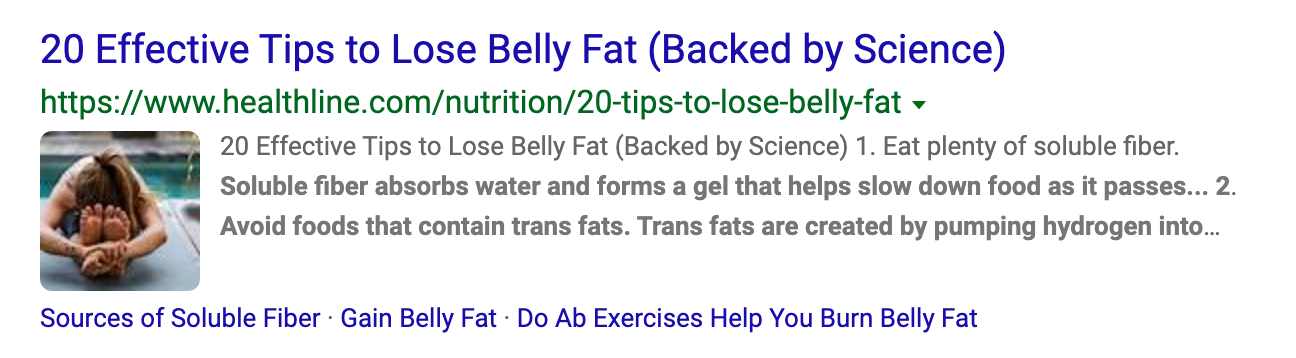 20 Effective Tips to Lose Belly Fat (Backed by Science)
https://www.healthline.com/nutrition/20-tips-to-lose-belly-fat
20 Effective Tips to Lose Belly Fat (Backed by Science) 1. Eat plenty of soluble fiber.
Soluble fiber absorbs water and forms a gel that helps slow down food as it passes... 2.
Avoid foods that contain trans fats. Trans fats are created by pumping hydrogen into...
Sources of Soluble Fiber · Gain Belly Fat · Do Ab Exercises Help You Burn Belly Fat